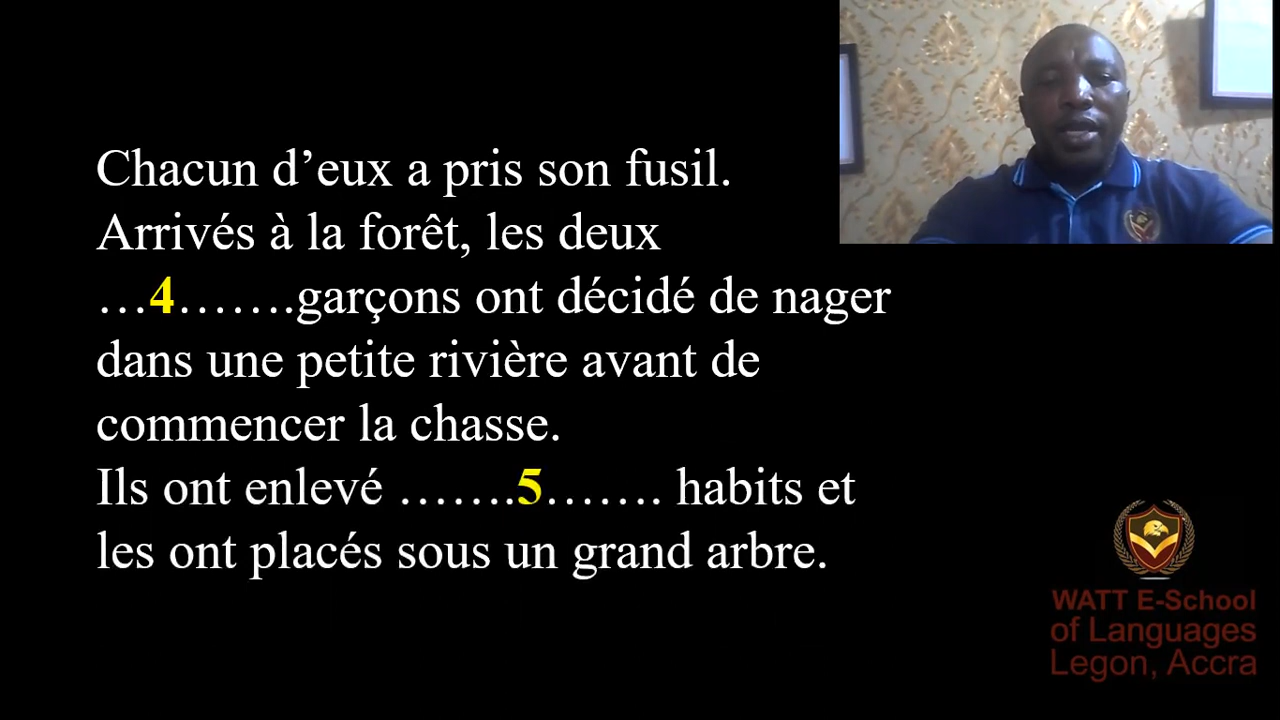 Chacun d’eux a pris son fusil.
Arrivés à la forêt, les deux
…4…….garçons ont décidé de nager
dans une petite rivière avant de
commencer la chasse.
Ils ont enlevé …….5……. habits et
les ont placés sous un grand arbre.
WATT E-School
of Languages
Legon, Accra